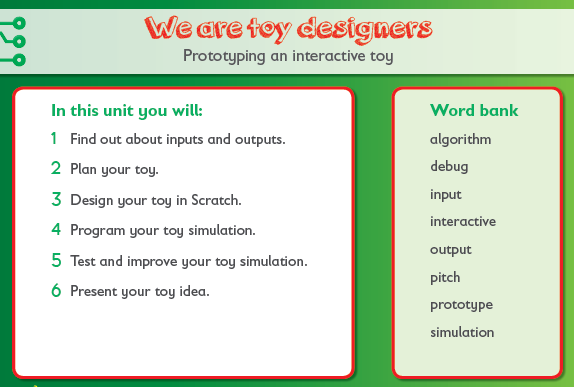 We are toy designers
Prototyping an interactive toy
In this unit you will:
1 Find out about inputs and outputs.
2 Plan your toy.
3 Design your toy in Scratch.
4 Program your toy simulation.
5 Test and improve your toy simulation.
6 Present your toy idea.
Word bank
algorithm
debug
input
interactive
output
pitch
prototype
simulation